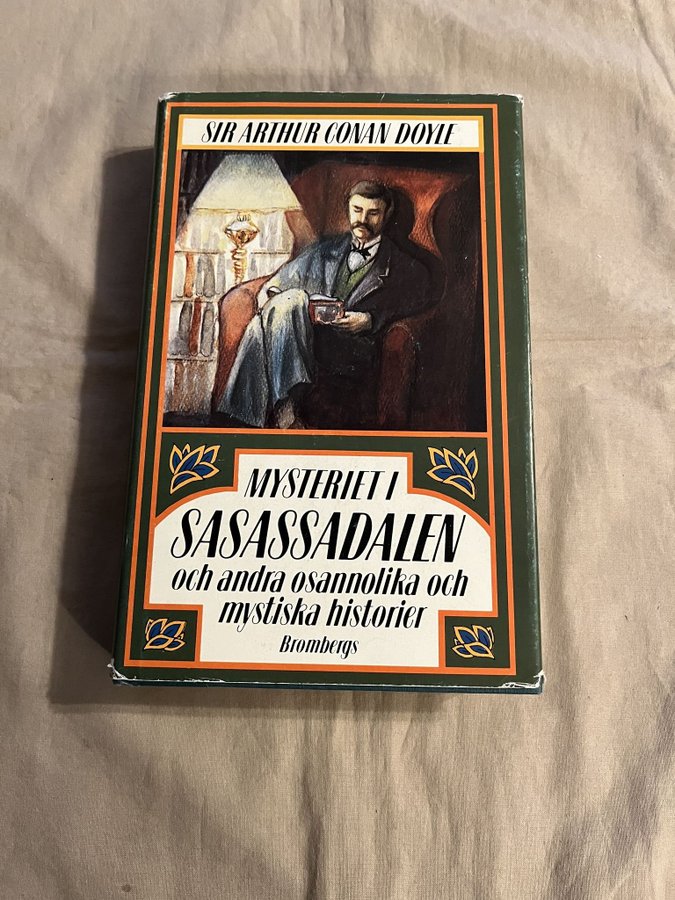 SIR ARTHUR CONAN DOYLE
MYSTERIET I
SASASSADALEN
och andra osannolika och
mystiska historier
Brombergs